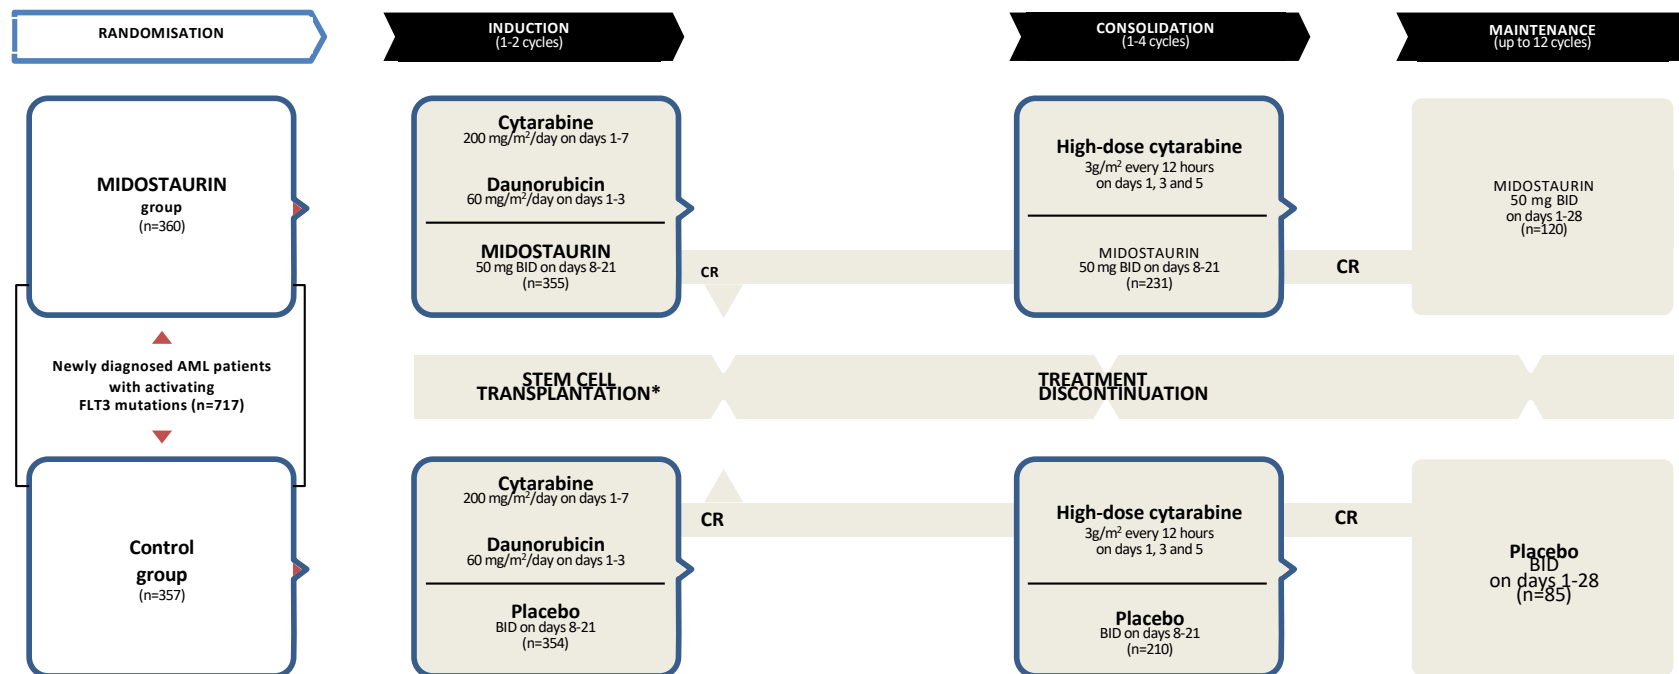 RANDOMISATION
INDUCTION
(1-2 cycles)
CONSOLIDATION
(1-4 cycles)
MAINTENANCE
(up to 12 cycles)
MIDOSTAURIN
group
(n=360)
Cytarabine
200 mg/m²/day on days 1-7
Daunorubicin
60 mg/m²/day on days 1-3
MIDOSTAURIN
50 mg BID on days 8-21
(n=355)
CR
High-dose cytarabine
3g/m² every 12 hours
on days 1, 3 and 5
MIDOSTAURIN
50 mg BID on days 8-21
(n=231)
CR
MIDOSTAURIN
50 mg BID
on days 1-28
(n=120)
Newly diagnosed AML patients
with activating
FLT3 mutations (n=717)
STEM CELL
TRANSPLANTATION*
TREATMENT
DISCONTINUATION
Control
group
(n=357)
Cytarabine
200 mg/m²/day on days 1-7
Daunorubicin
60 mg/m²/day on days 1-3
Placebo
BID on days 8-21
(n=354)
CR
High-dose cytarabine
3g/m² every 12 hours
on days 1, 3 and 5
Placebo
BID on days 8-21
(n=210)
CR
Placebo
BID
on days 1-28
(n=85)